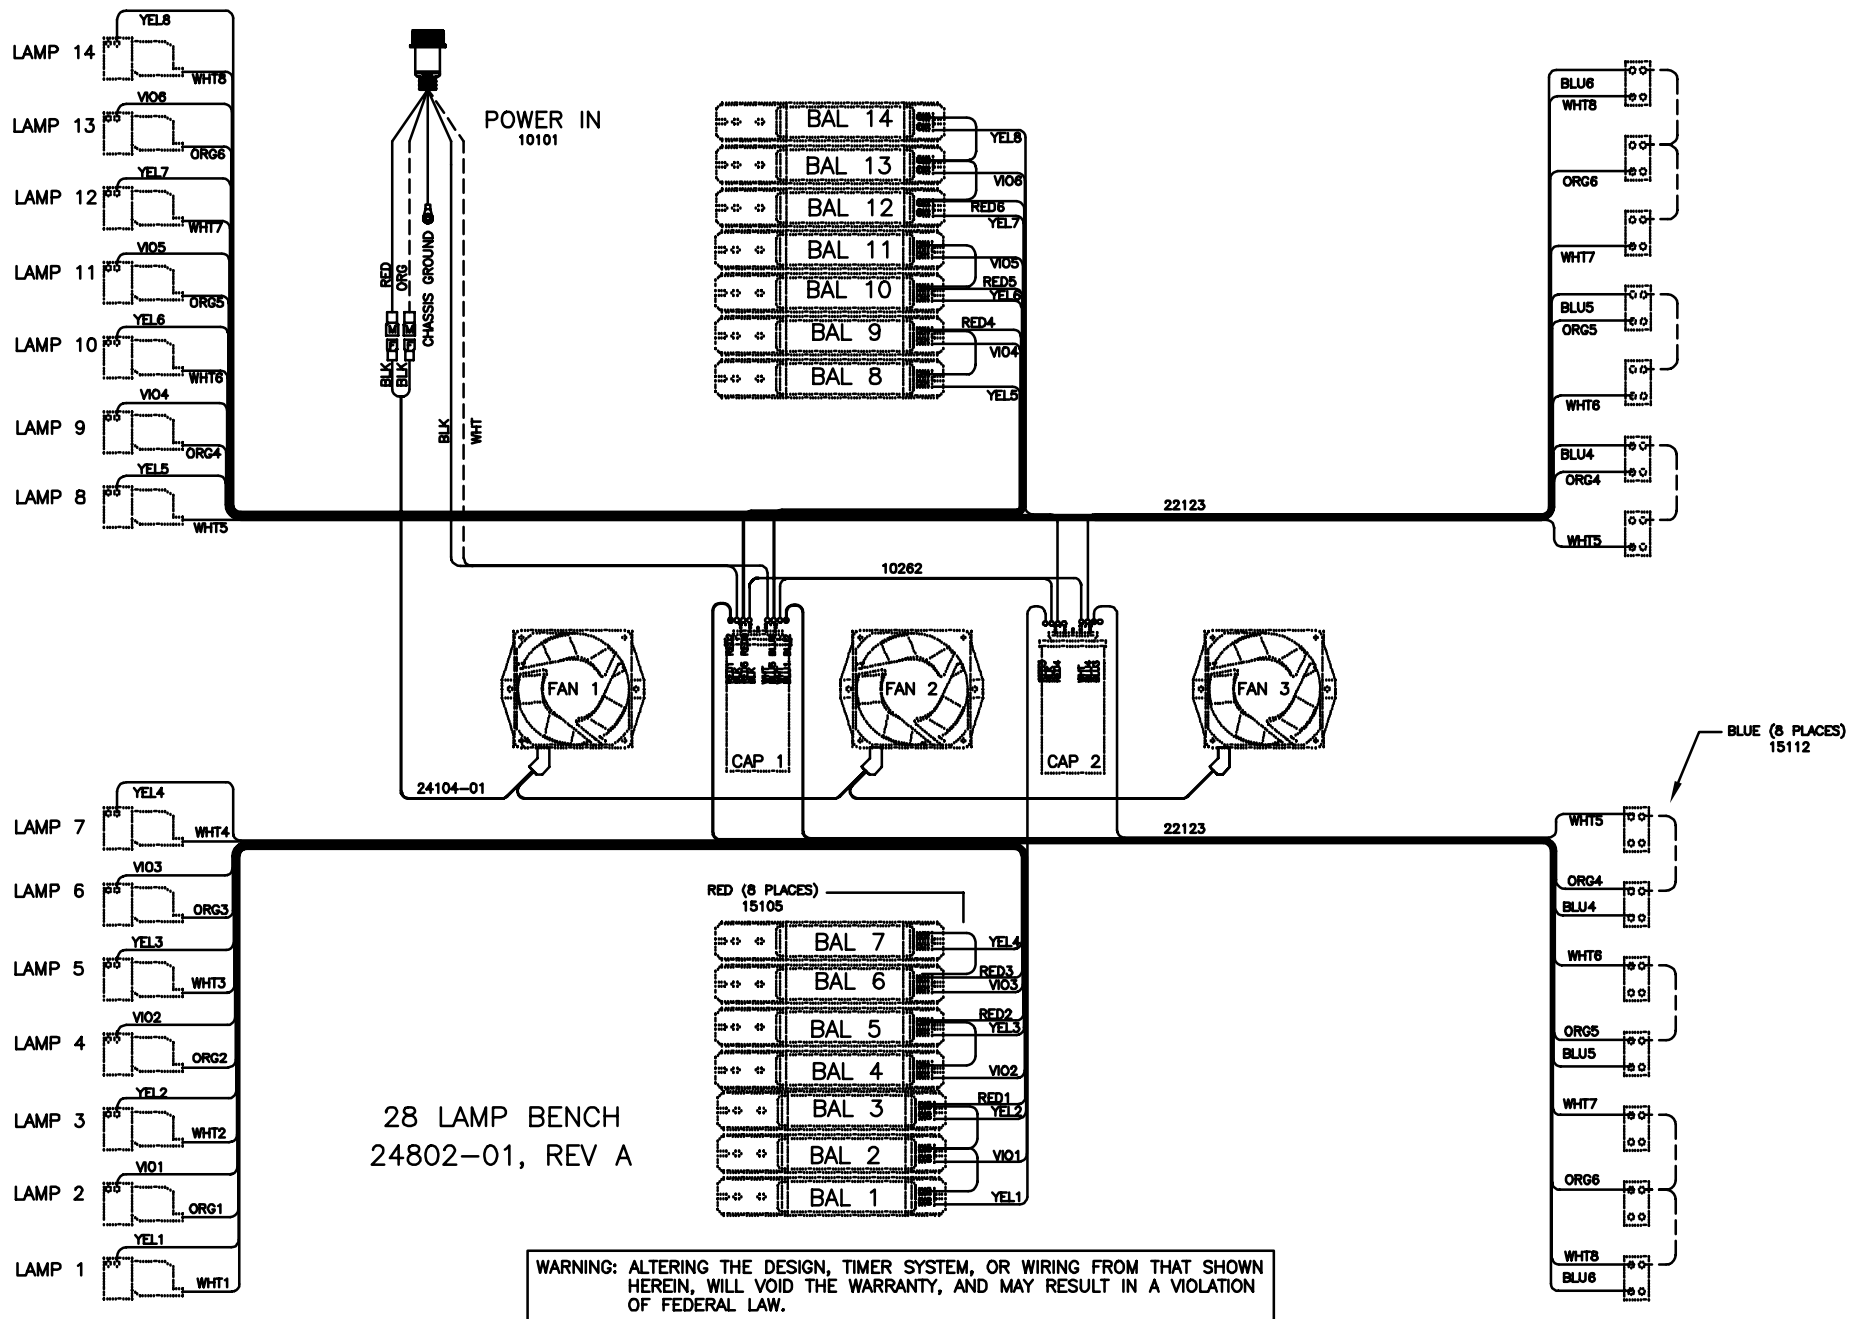 YEL8
LAMP 14
WHT8
VIO6
LAMP 13
ORG6
YEL7
LAMP 12
WHT7
VIO5
LAMP 11
ORG5
YEL6
LAMP 10
WHT6
VIO4
LAMP 9
ORG4
YEL5
LAMP 8
WHT5
POWER IN
10101
RED
ORG
CHASSIS GROUND
M M
F F
BLK
BLK
BLK
WHT
BAL 14
YEL8
BAL 13
VIO6
BAL 12
RED6
YEL7
BAL 11
VIO5
BAL 10
RED5
YEL6
BAL 9
RED4
VIO4
BAL 8
YEL5
BLU6
WHT8
ORG6
WHT7
BLU5
ORG5
WHT6
BLU4
ORG4
WHT5
22123
10262
FAN 1
CAP 1
FAN 2
CAP 2
FAN 3
24104-01
BLUE (8 PLACES)
15112
22123
YEL4
LAMP 7
WHT4
VIO3
LAMP 6
ORG3
YEL3
LAMP 5
WHT3
VIO2
LAMP 4
ORG2
YEL2
LAMP 3
WHT2
VIO1
LAMP 2
ORG1
YEL1
LAMP 1
WHT1
RED (8 PLACES)
15105
BAL 7
YEL4
BAL 6
RED3
VIO3
BAL 5
RED2
YEL3
BAL 4
VIO2
BAL 3
RED1
YEL2
BAL 2
VIO1
BAL 1
YEL1
WHT5
ORG4
BLU4
WHT6
ORG5
BLU5
WHT7
ORG6
WHT8
BLU6
28 LAMP BENCH
24802-01, REV A
WARNING: ALTERING THE DESIGN, TIMER SYSTEM, OR WIRING FROM THAT SHOWN
HEREIN, WILL VOID THE WARRANTY, AND MAY RESULT IN A VIOLATION
OF FEDERAL LAW.